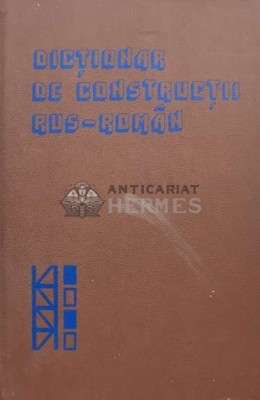 DICȚIONAR
DE CONSTRUCȚII
RUS-ROMÂN
ANTICARIAT
HERMES